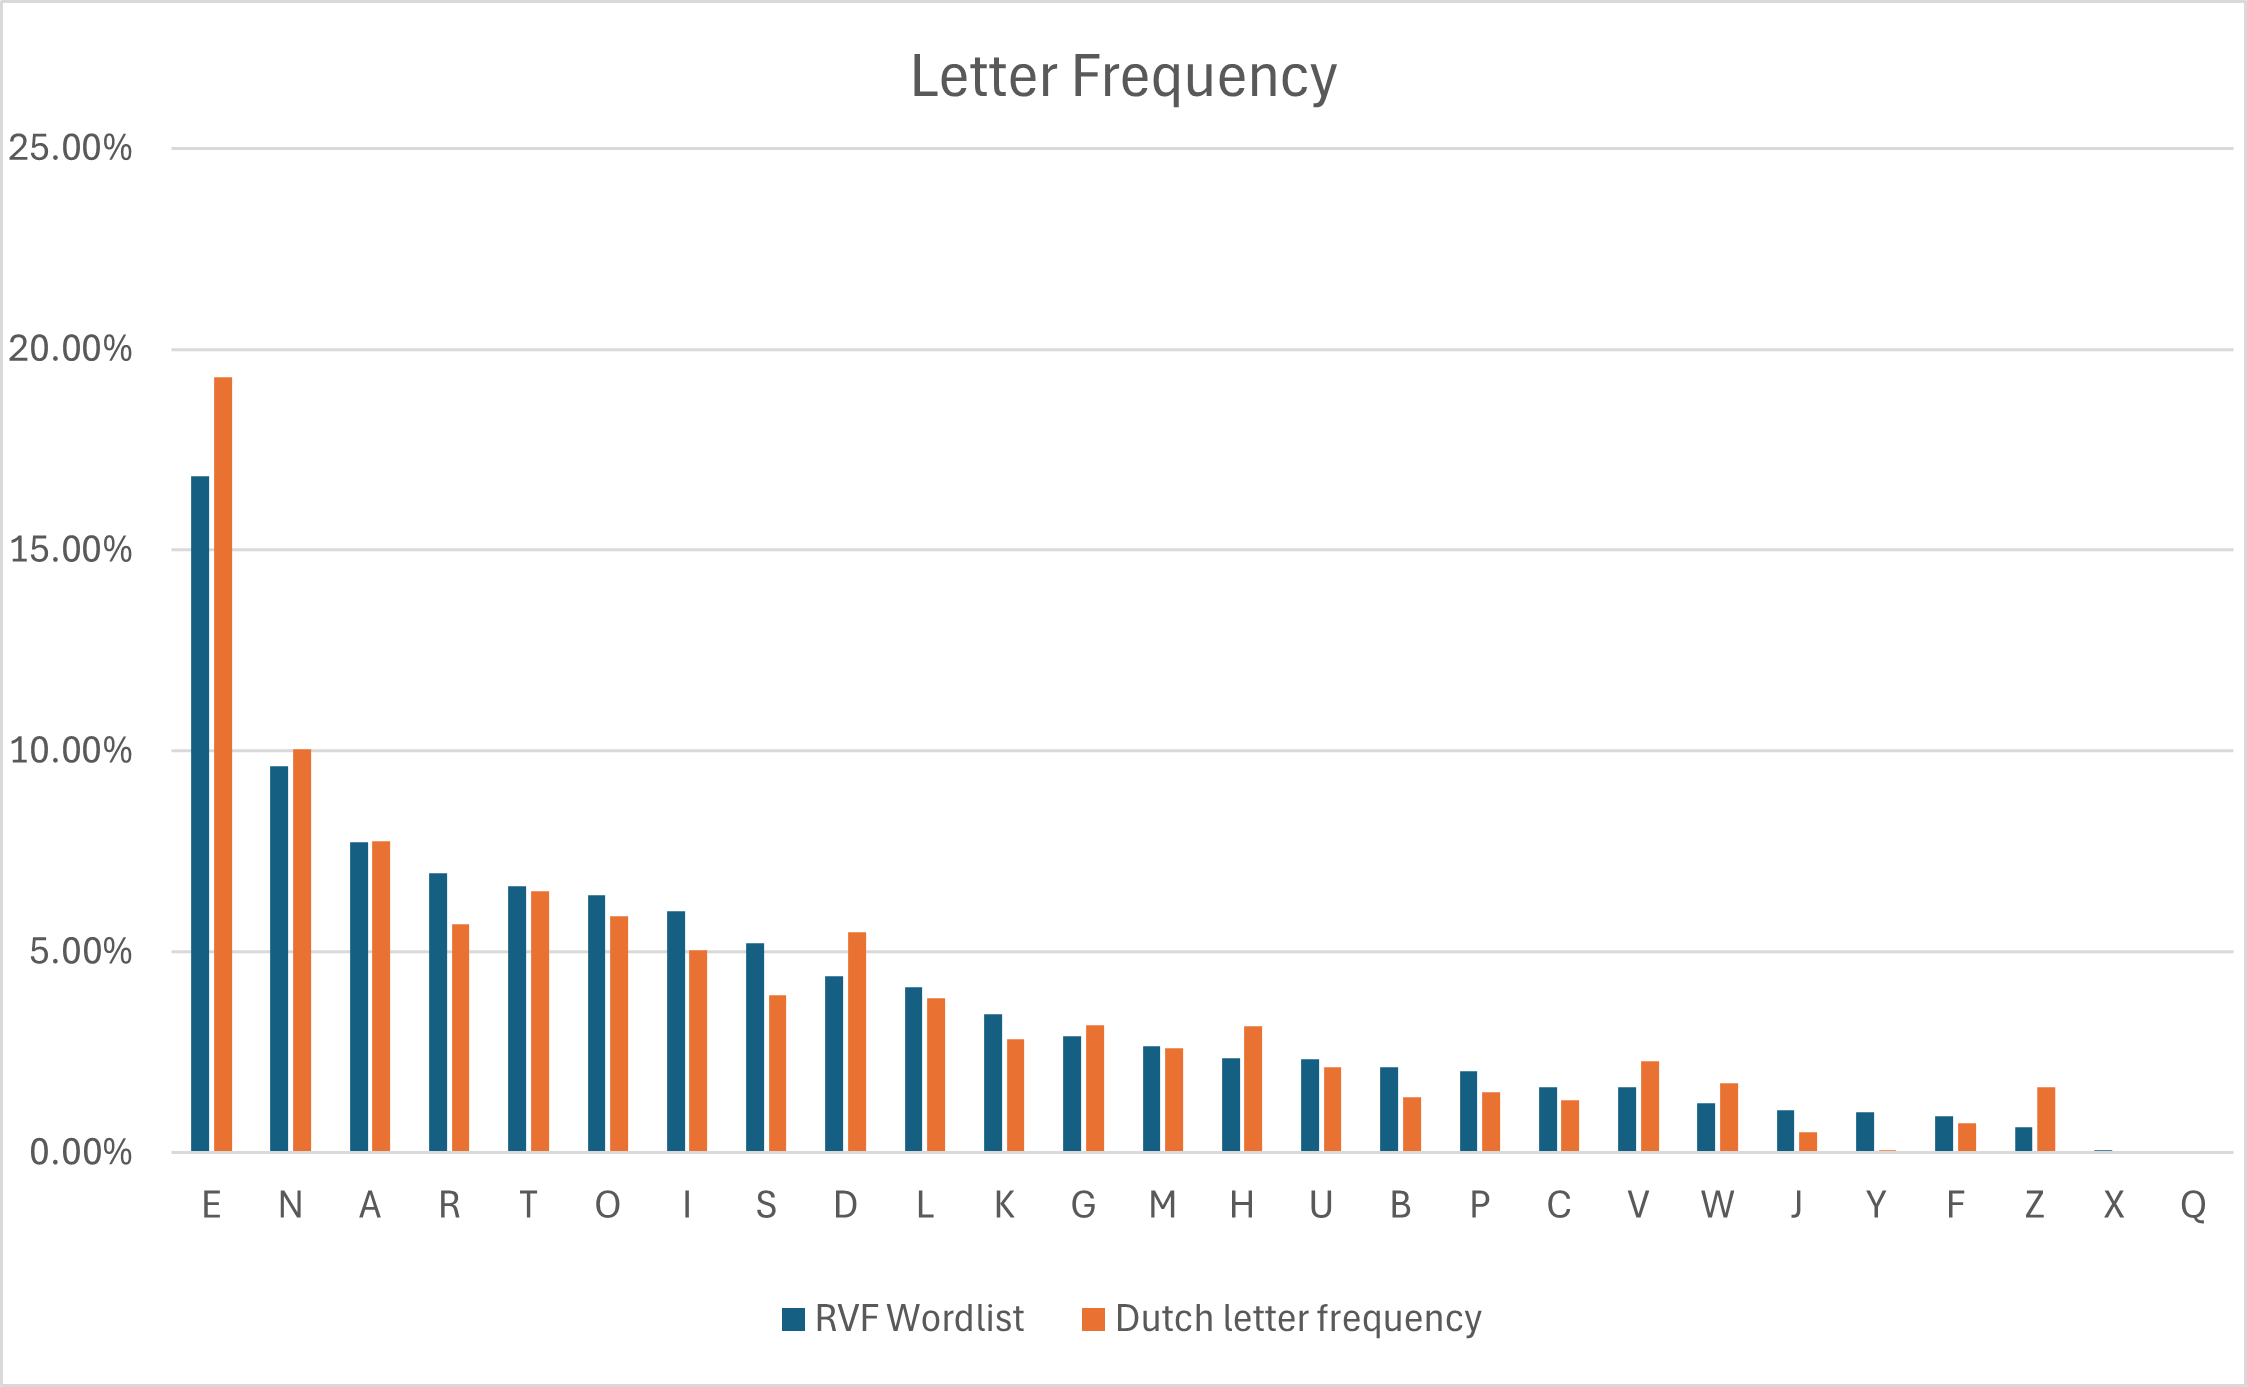 Letter Frequency
25.00%
20.00%
15.00%
10.00%
5.00%
0.00%
E N A R T O I S D L K G M H U B P C V W J Y F Z X Q
RVF Wordlist Dutch letter frequency